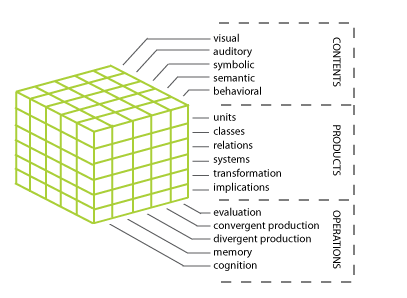 visual
auditory
symbolic
semantic
behavioral
CONTENTS
units
classes
relations
systems
transformation
implications
PRODUCTS
evaluation
convergent production
divergent production
memory
cognition
OPERATIONS